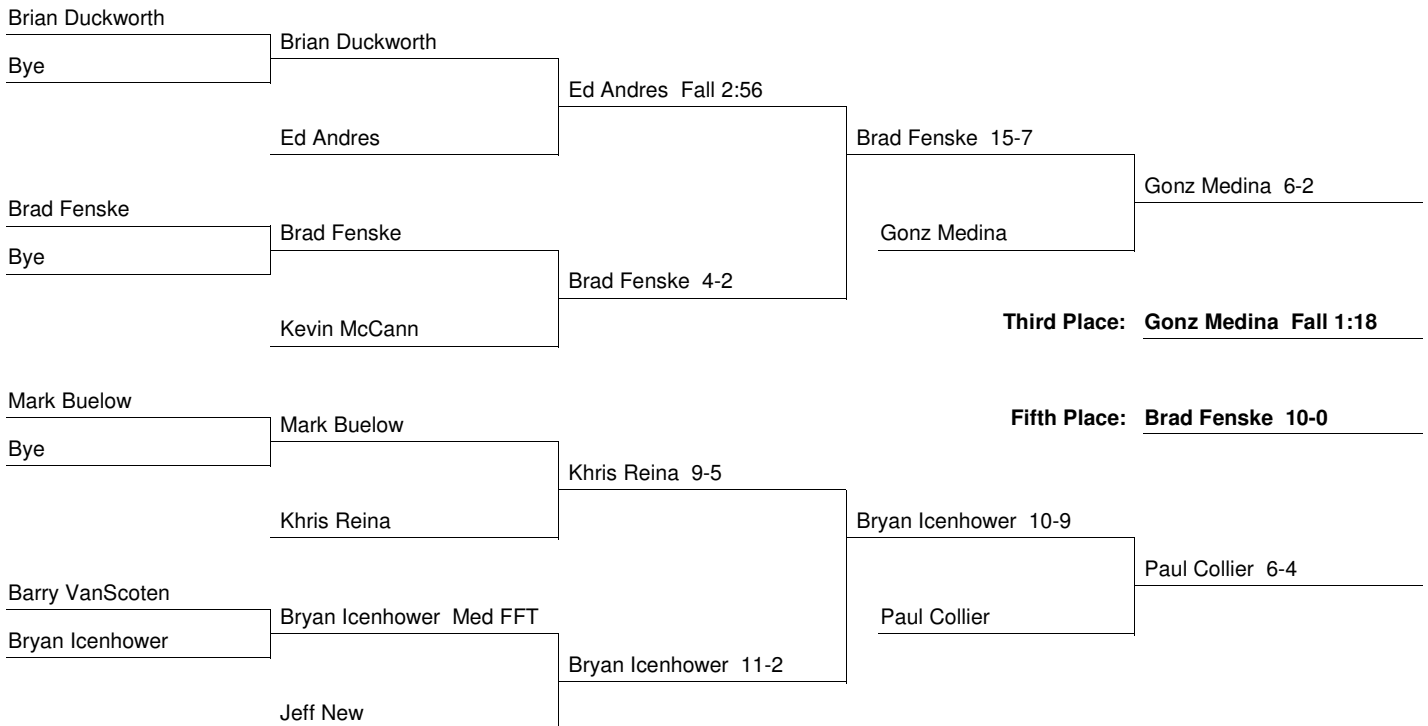 Brian Duckworth
Brian Duckworth
Bye
Ed Andres  Fall 2:56
Ed Andres
Brad Fenske  15-7
Gonz Medina  6-2
Brad Fenske
Brad Fenske
Gonz Medina
Bye
Brad Fenske  4-2
Kevin McCann
Third Place:  Gonz Medina  Fall 1:18
Mark Buelow
Mark Buelow
Fifth Place:  Brad Fenske  10-0
Bye
Khris Reina  9-5
Khris Reina
Bryan Icenhower  10-9
Paul Collier  6-4
Barry VanScoten
Bryan Icenhower  Med FFT
Paul Collier
Bryan Icenhower
Bryan Icenhower  11-2
Jeff New